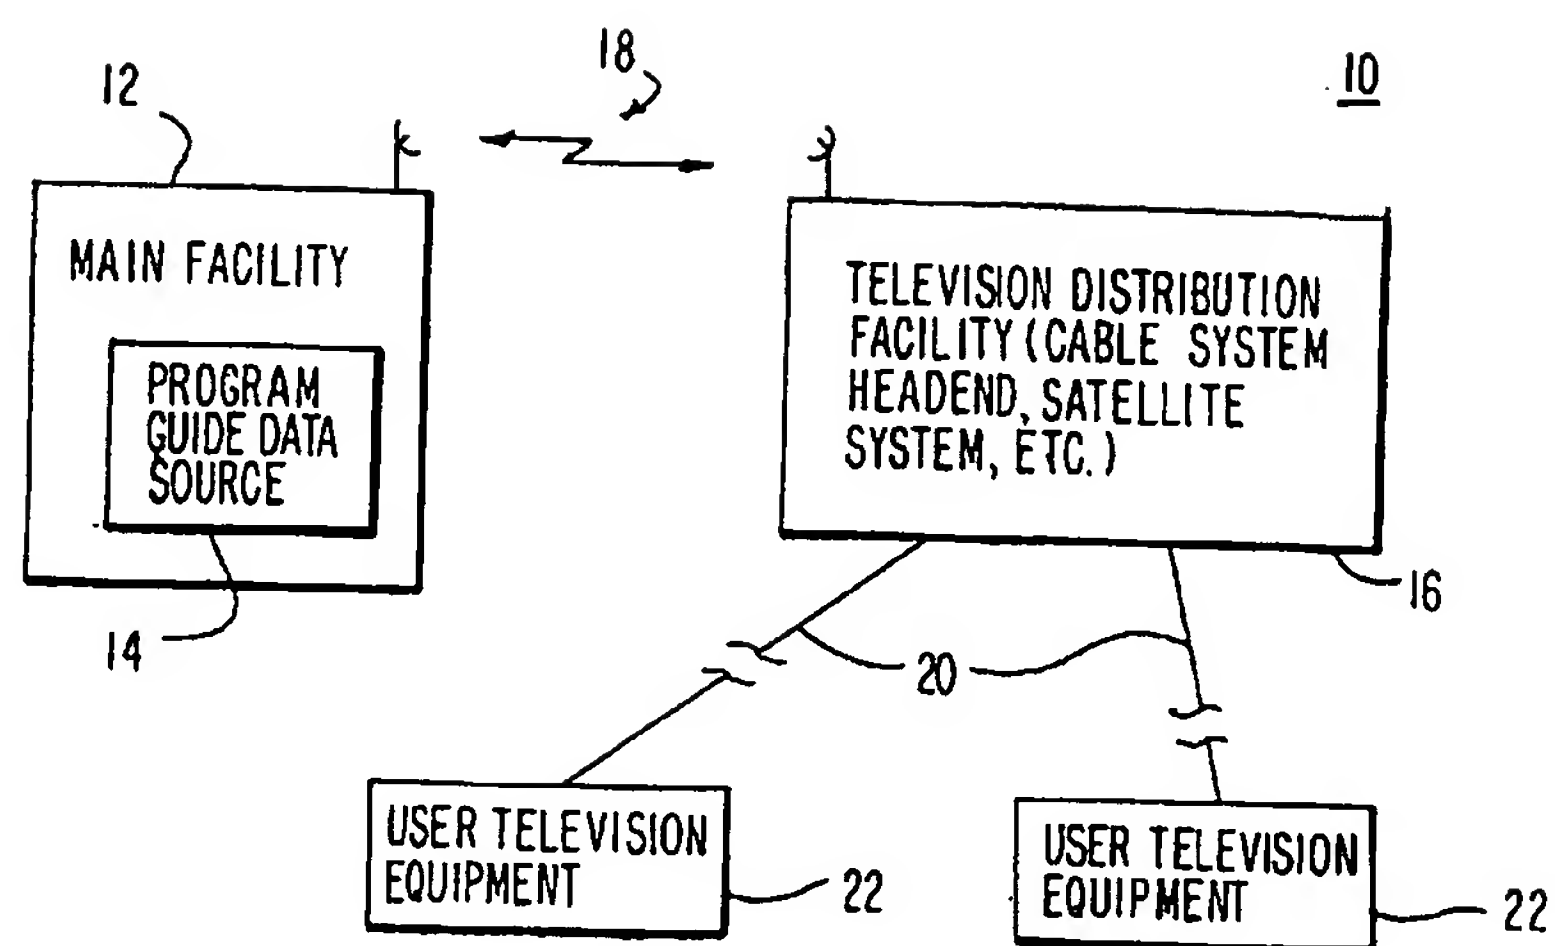 18
10
12
MAIN FACILITY
PROGRAM
GUIDE DATA
SOURCE
14
TELEVISION DISTRIBUTION
FACILITY (CABLE SYSTEM
HEADEND, SATELLITE
SYSTEM, ETC.)
16
20
USER TELEVISION
EQUIPMENT
22
USER TELEVISION
EQUIPMENT
22